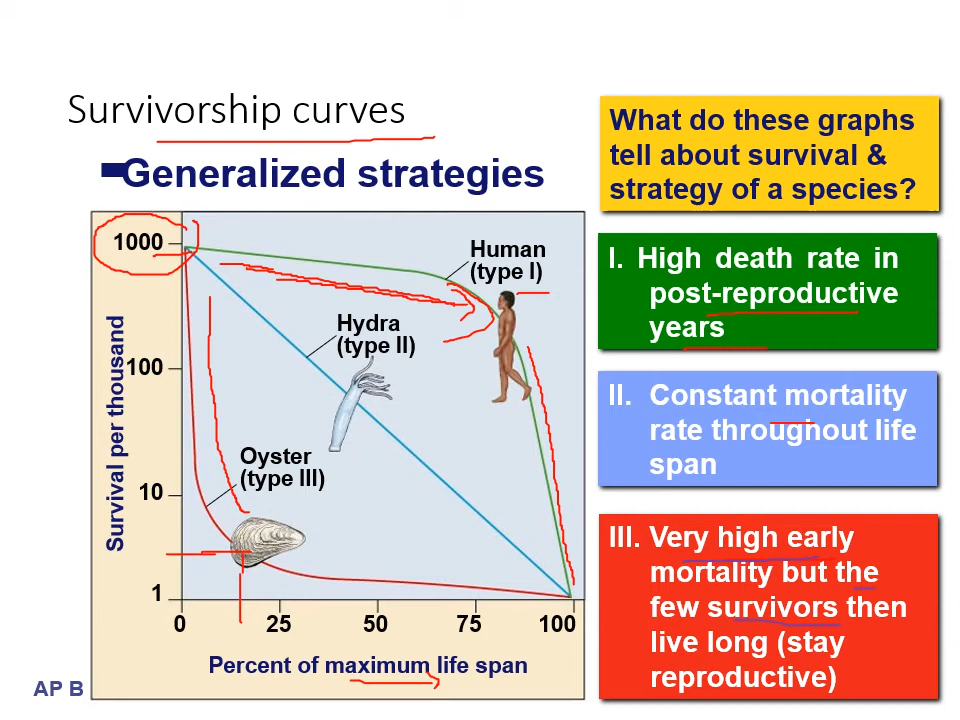 Survivorship curves
Generalized strategies
What do these graphs
tell about survival &
strategy of a species?
1000
100
10
1
Survival per thousand
Human
(type I)
Hydra
(type II)
Oyster
(type III)
0
25
50
75
100
Percent of maximum life span
I. High death rate in
post-reproductive
years
II. Constant mortality
rate throughout life
span
III. Very high early
mortality but the
few survivors then
live long (stay
reproductive)
AP B